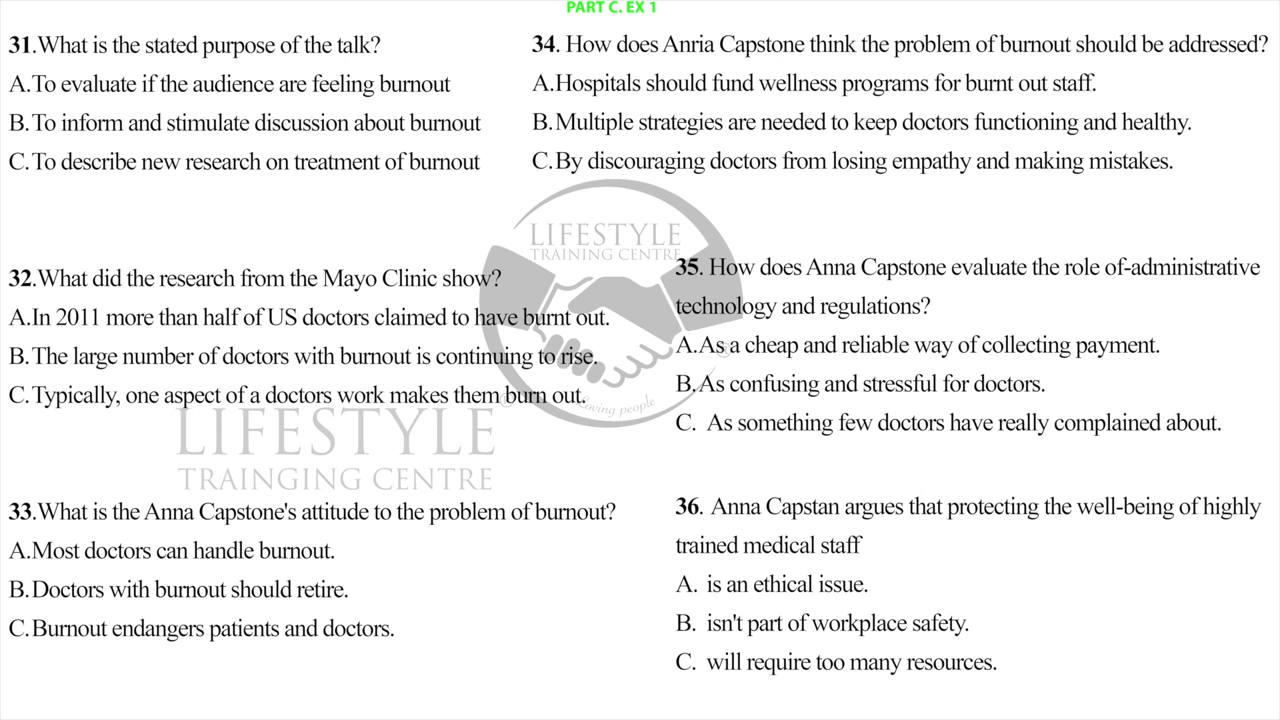 PART C. EX 1
31.What is the stated purpose of the talk?
A.To evaluate if the audience are feeling burnout
B.To inform and stimulate discussion about burnout
C.To describe new research on treatment of burnout
32.What did the research from the Mayo Clinic show?
A.In 2011 more than half of US doctors claimed to have burnt out.
B.The large number of doctors with burnout is continuing to rise.
C.Typically, one aspect of a doctors work makes them burn out.
33.What is the Anna Capstone's attitude to the problem of burnout?
A.Most doctors can handle burnout.
B.Doctors with burnout should retire.
C.Burnout endangers patients and doctors.
34. How does Anria Capstone think the problem of burnout should be addressed?
A.Hospitals should fund wellness programs for burnt out staff.
B.Multiple strategies are needed to keep doctors functioning and healthy.
C.By discouraging doctors from losing empathy and making mistakes.
35. How does Anna Capstone evaluate the role of-administrative
technology and regulations?
A.As a cheap and reliable way of collecting payment.
B.As confusing and stressful for doctors.
C. As something few doctors have really complained about.
36. Anna Capstan argues that protecting the well-being of highly
trained medical staff
A. is an ethical issue.
B. isn't part of workplace safety.
C. will require too many resources.
LIFESTYLE
TRAINING CENTRE
Loving people
®
LIFESTYLE®
TRAINGING CENTRE